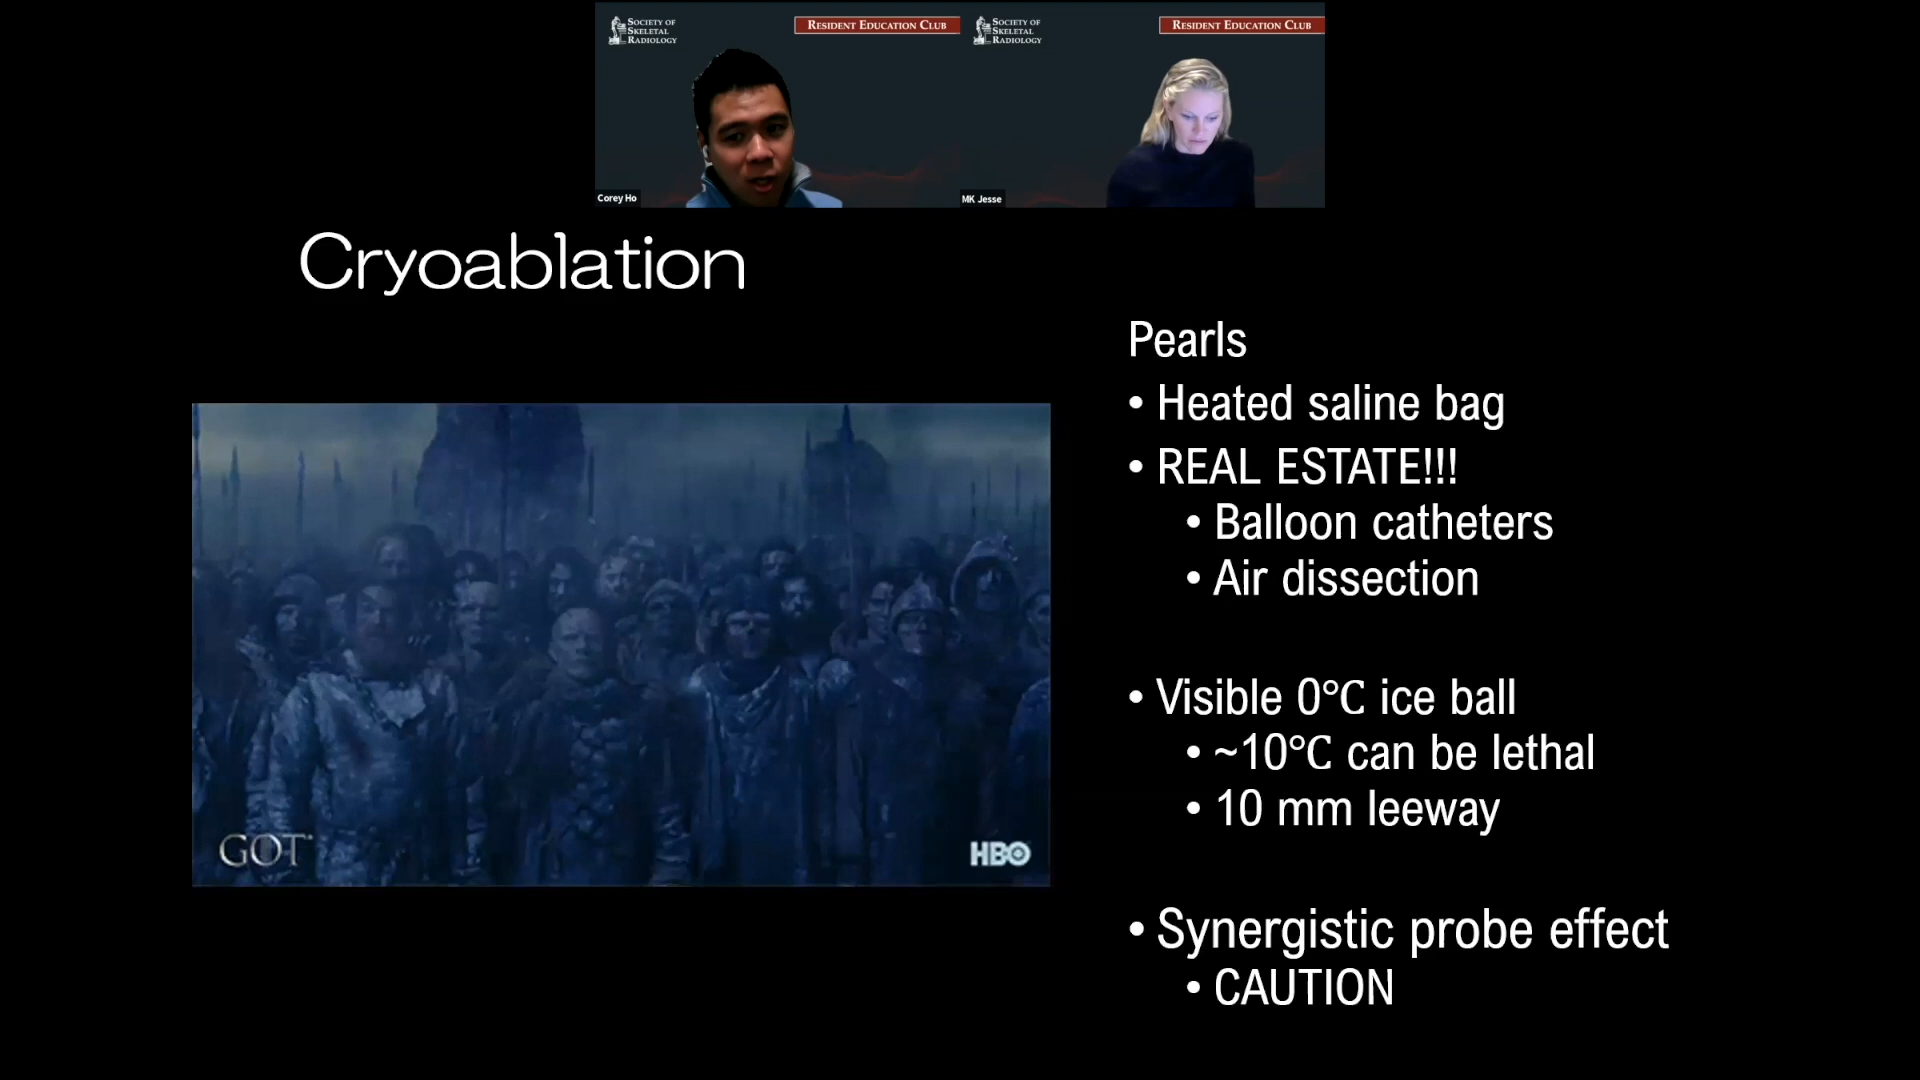 SOCIETY OF
SKELETAL
RADIOLOGY
RESIDENT EDUCATION CLUB
Corey Ho
SOCIETY OF
SKELETAL
RADIOLOGY
RESIDENT EDUCATION CLUB
MK Jesse
Cryoablation
GOT
HBO
Pearls
• Heated saline bag
• REAL ESTATE!!!
• Balloon catheters
• Air dissection
• Visible 0℃ ice ball
• ~10℃ can be lethal
• 10 mm leeway
• Synergistic probe effect
• CAUTION